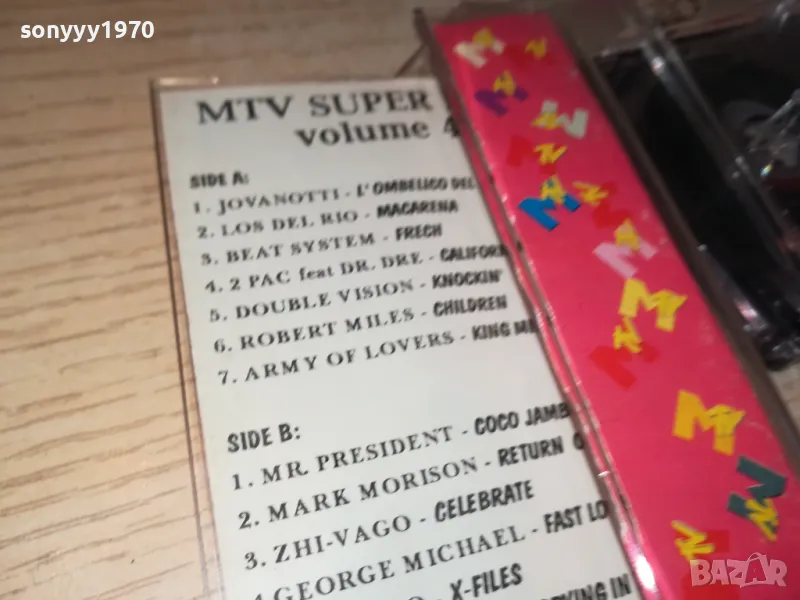 sonyyy1970
MTV SUPER
volume 4
SIDE A:
1. JOVANOTTI - L' OMBELICO DEL
2. LOS DEL RIO - MACARENA
3. BEAT SYSTEM - FRECH
4. 2 PAC feat DR. DRE - CALIFOR
5. DOUBLE VISION - KNOCKIN'
6. ROBERT MILES - CHILDREN
7. ARMY OF LOVERS - KING
SIDE B:
1. MR. PRESIDENT - COCO JAMB
2. MARK MORISON - RETURN O
3. ZHI-VAGO - CELEBRATE
4 GEORGE MICHAEL - FAST LO
O - X-FILES
KING IN
bazar.bg